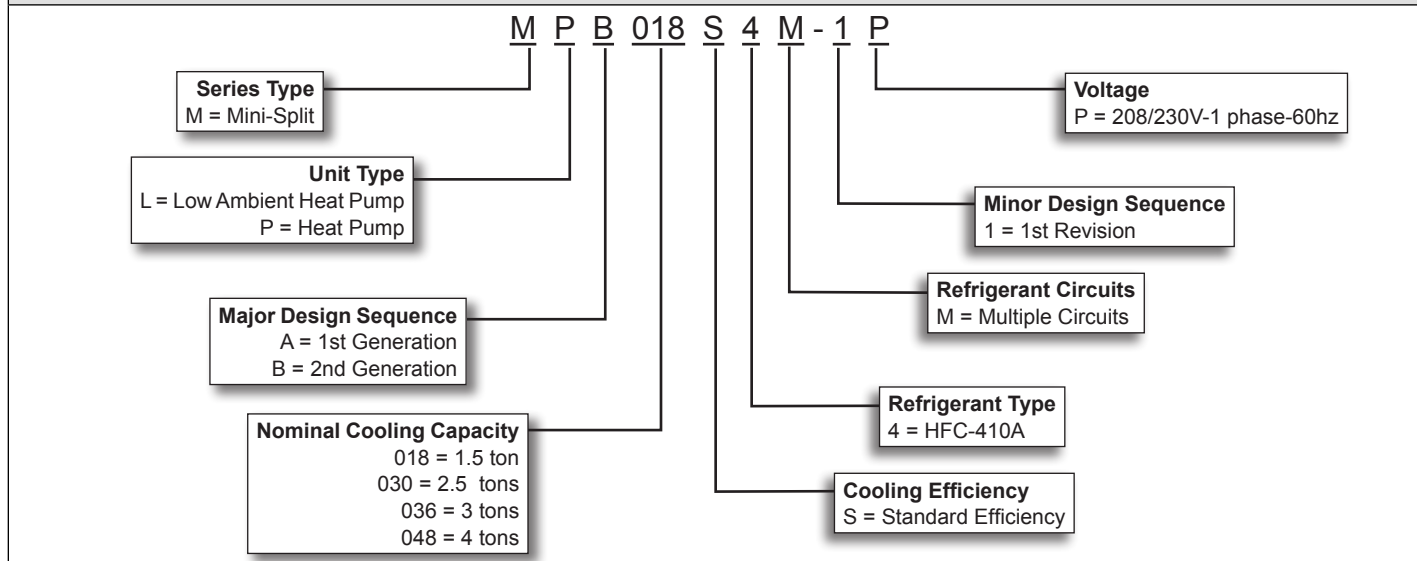 M P B 018 S 4 M - 1 P
Series Type
M = Mini-Split
Unit Type
L = Low Ambient Heat Pump
P = Heat Pump
Major Design Sequence
A = 1st Generation
B = 2nd Generation
Nominal Cooling Capacity
018 = 1.5 ton
030 = 2.5 tons
036 = 3 tons
048 = 4 tons
Voltage
P = 208/230V-1 phase-60hz
Minor Design Sequence
1 = 1st Revision
Refrigerant Circuits
M = Multiple Circuits
Refrigerant Type
4 = HFC-410A
Cooling Efficiency
S = Standard Efficiency